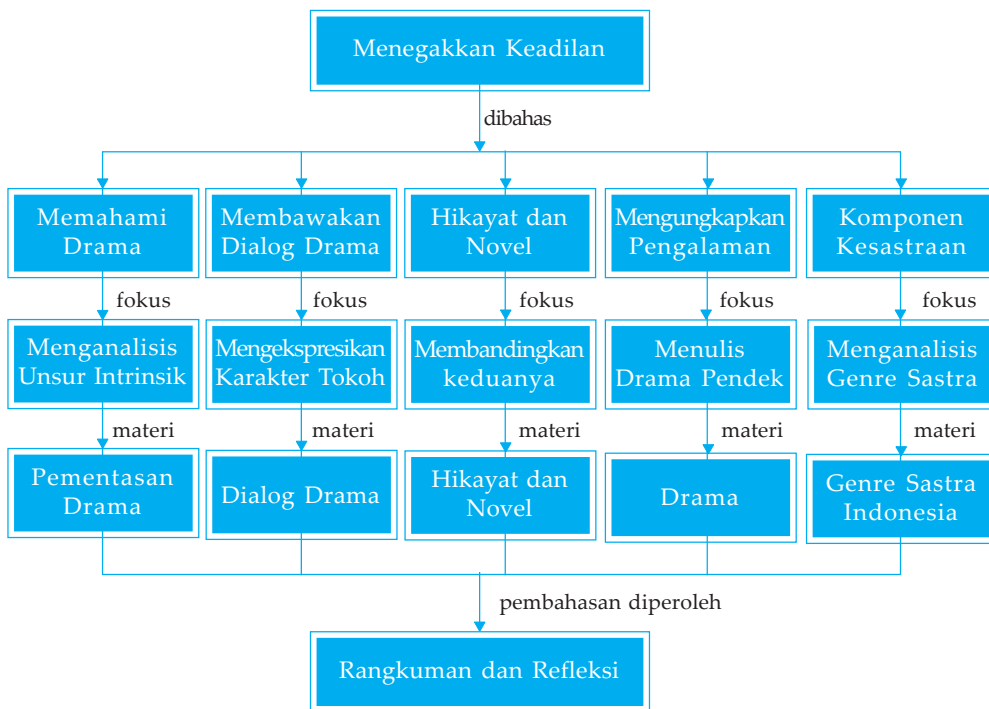 Menegakkan Keadilan
dibahas
Memahami
Drama
Membawakan
Dialog Drama
Hikayat dan
Novel
Mengungkapkan
Pengalaman
Komponen
Kesastraan
fokus
fokus
fokus
fokus
fokus
Menganalisis
Unsur Intrinsik
Mengekspresikan
Karakter Tokoh
Membandingkan
keduanya
Menulis
Drama Pendek
Menganalisis
Genre Sastra
materi
materi
materi
materi
materi
Pementasan
Drama
Dialog Drama
Hikayat dan
Novel
Drama
Genre Sastra
Indonesia
pembahasan diperoleh
Rangkuman dan Refleksi